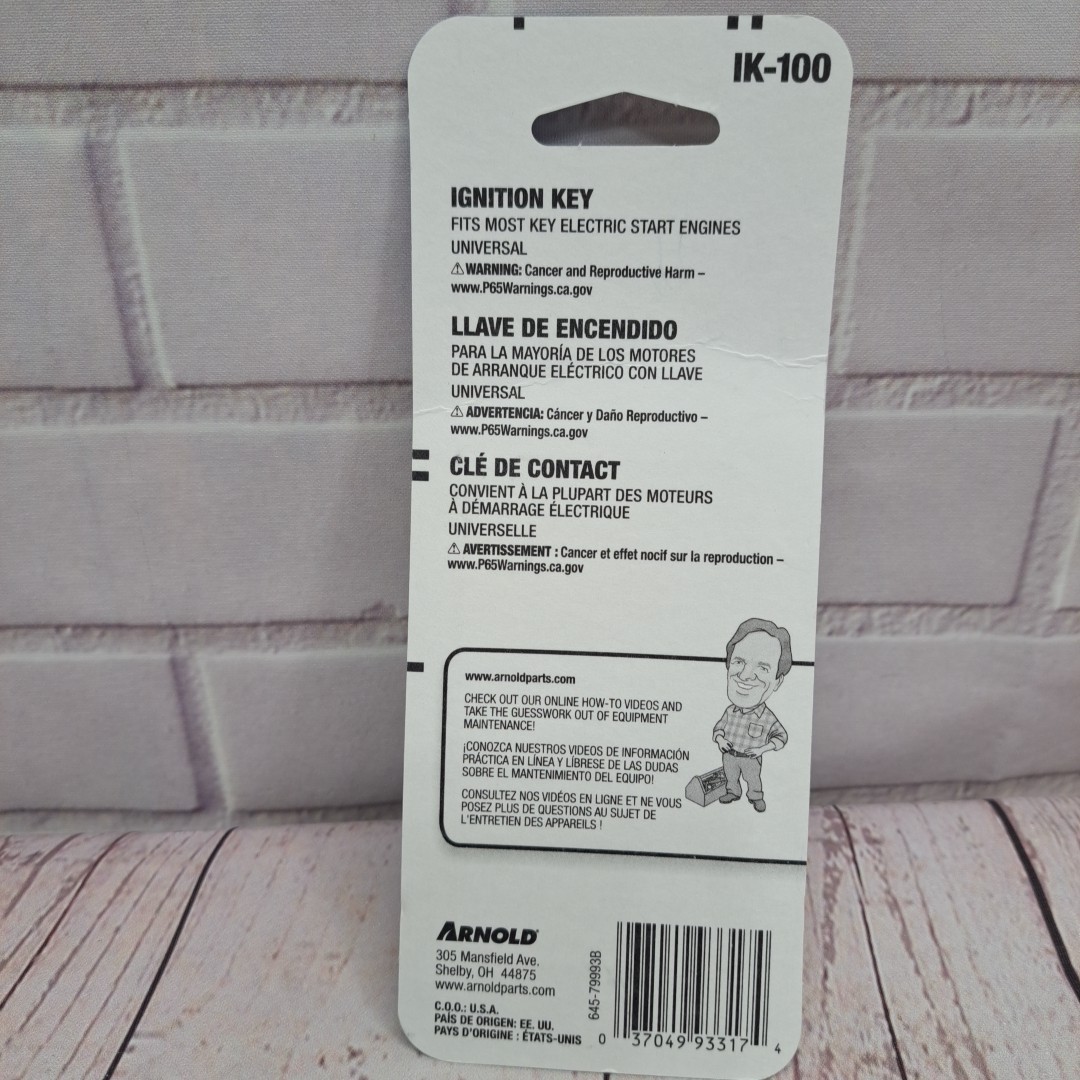 IK-100
IGNITION KEY
FITS MOST KEY ELECTRIC START ENGINES
UNIVERSAL
⚠ WARNING: Cancer and Reproductive Harm –
www.P65Warnings.ca.gov
LLAVE DE ENCENDIDO
PARA LA MAYORÍA DE LOS MOTORES
DE ARRANQUE ELÉCTRICO CON LLAVE
UNIVERSAL
⚠ ADVERTENCIA: Cáncer y Daño Reproductivo –
www.P65Warnings.ca.gov
CLÉ DE CONTACT
CONVIENT À LA PLUPART DES MOTEURS
À DÉMARRAGE ÉLECTRIQUE
UNIVERSELLE
⚠ AVERTISSEMENT : Cancer et effet nocif sur la reproduction –
www.P65Warnings.ca.gov
www.arnoldparts.com
CHECK OUT OUR ONLINE HOW-TO VIDEOS AND
TAKE THE GUESSWORK OUT OF EQUIPMENT
MAINTENANCE!
¡CONOZCA NUESTROS VIDEOS DE INFORMACIÓN
PRÁCTICA EN LÍNEA Y LÍBRESE DE LAS DUDAS
SOBRE EL MANTENIMIENTO DEL EQUIPO!
CONSULTEZ NOS VIDÉOS EN LIGNE ET NE VOUS
POSEZ PLUS DE QUESTIONS AU SUJET DE
L'ENTRETIEN DES APPAREILS !
ARNOLD
305 Mansfield Ave.
Shelby, OH 44875
www.arnoldparts.com
C.O.O.: U.S.A.
PAÍS DE ORIGEN: EE. UU.
PAYS D'ORIGINE : ÉTATS-UNIS
645-79993B
0 37049 93317 4